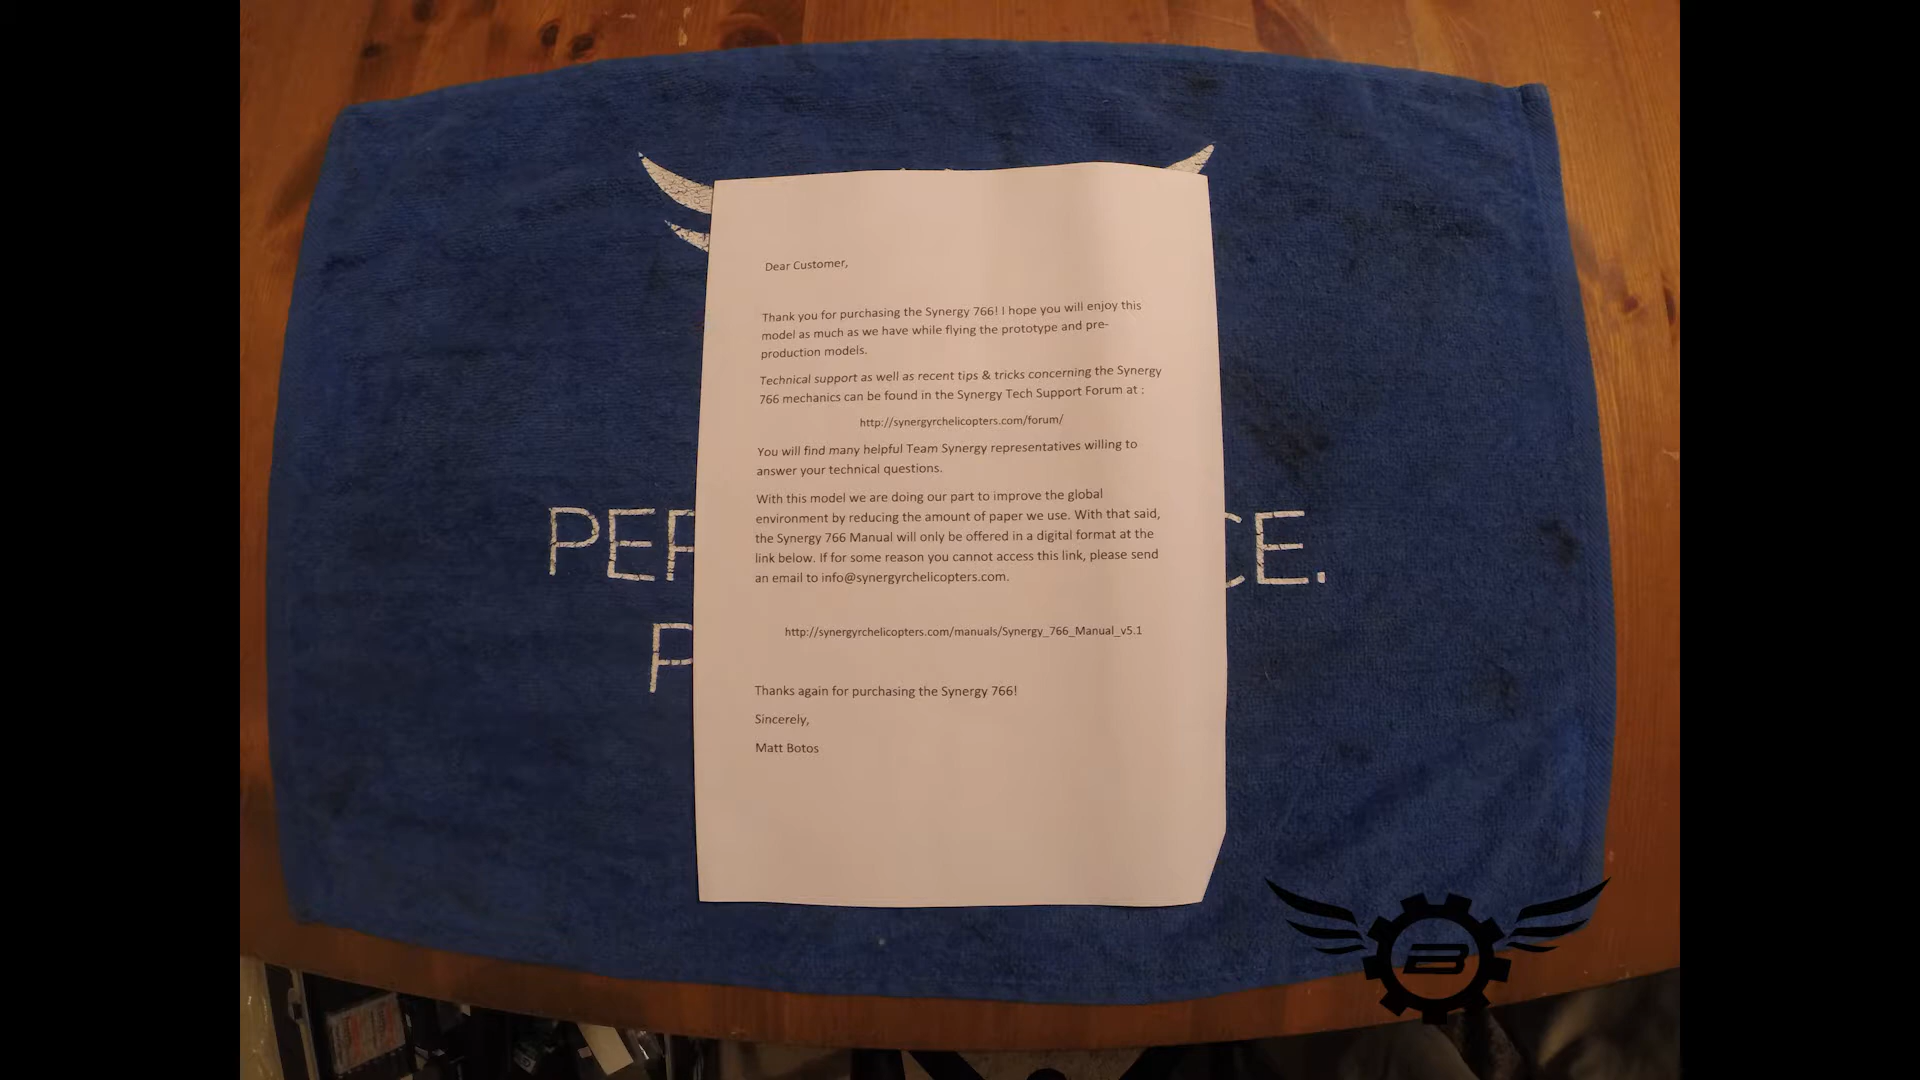 Dear Customer,
Thank you for purchasing the Synergy 766! I hope you will enjoy this
model as much as we have while flying the prototype and pre-
production models.
Technical support as well as recent tips & tricks concerning the Synergy
766 mechanics can be found in the Synergy Tech Support Forum at :
http://synergyrchelicopters.com/forum/
You will find many helpful Team Synergy representatives willing to
answer your technical questions.
With this model we are doing our part to improve the global
environment by reducing the amount of paper we use. With that said,
the Synergy 766 Manual will only be offered in a digital format at the
link below. If for some reason you cannot access this link, please send
an email to info@synergyrchelicopters.com.
http://synergyrchelicopters.com/manuals/Synergy_766_Manual_v5.1
Thanks again for purchasing the Synergy 766!
Sincerely,
Matt Botos
PER CE.
P
B